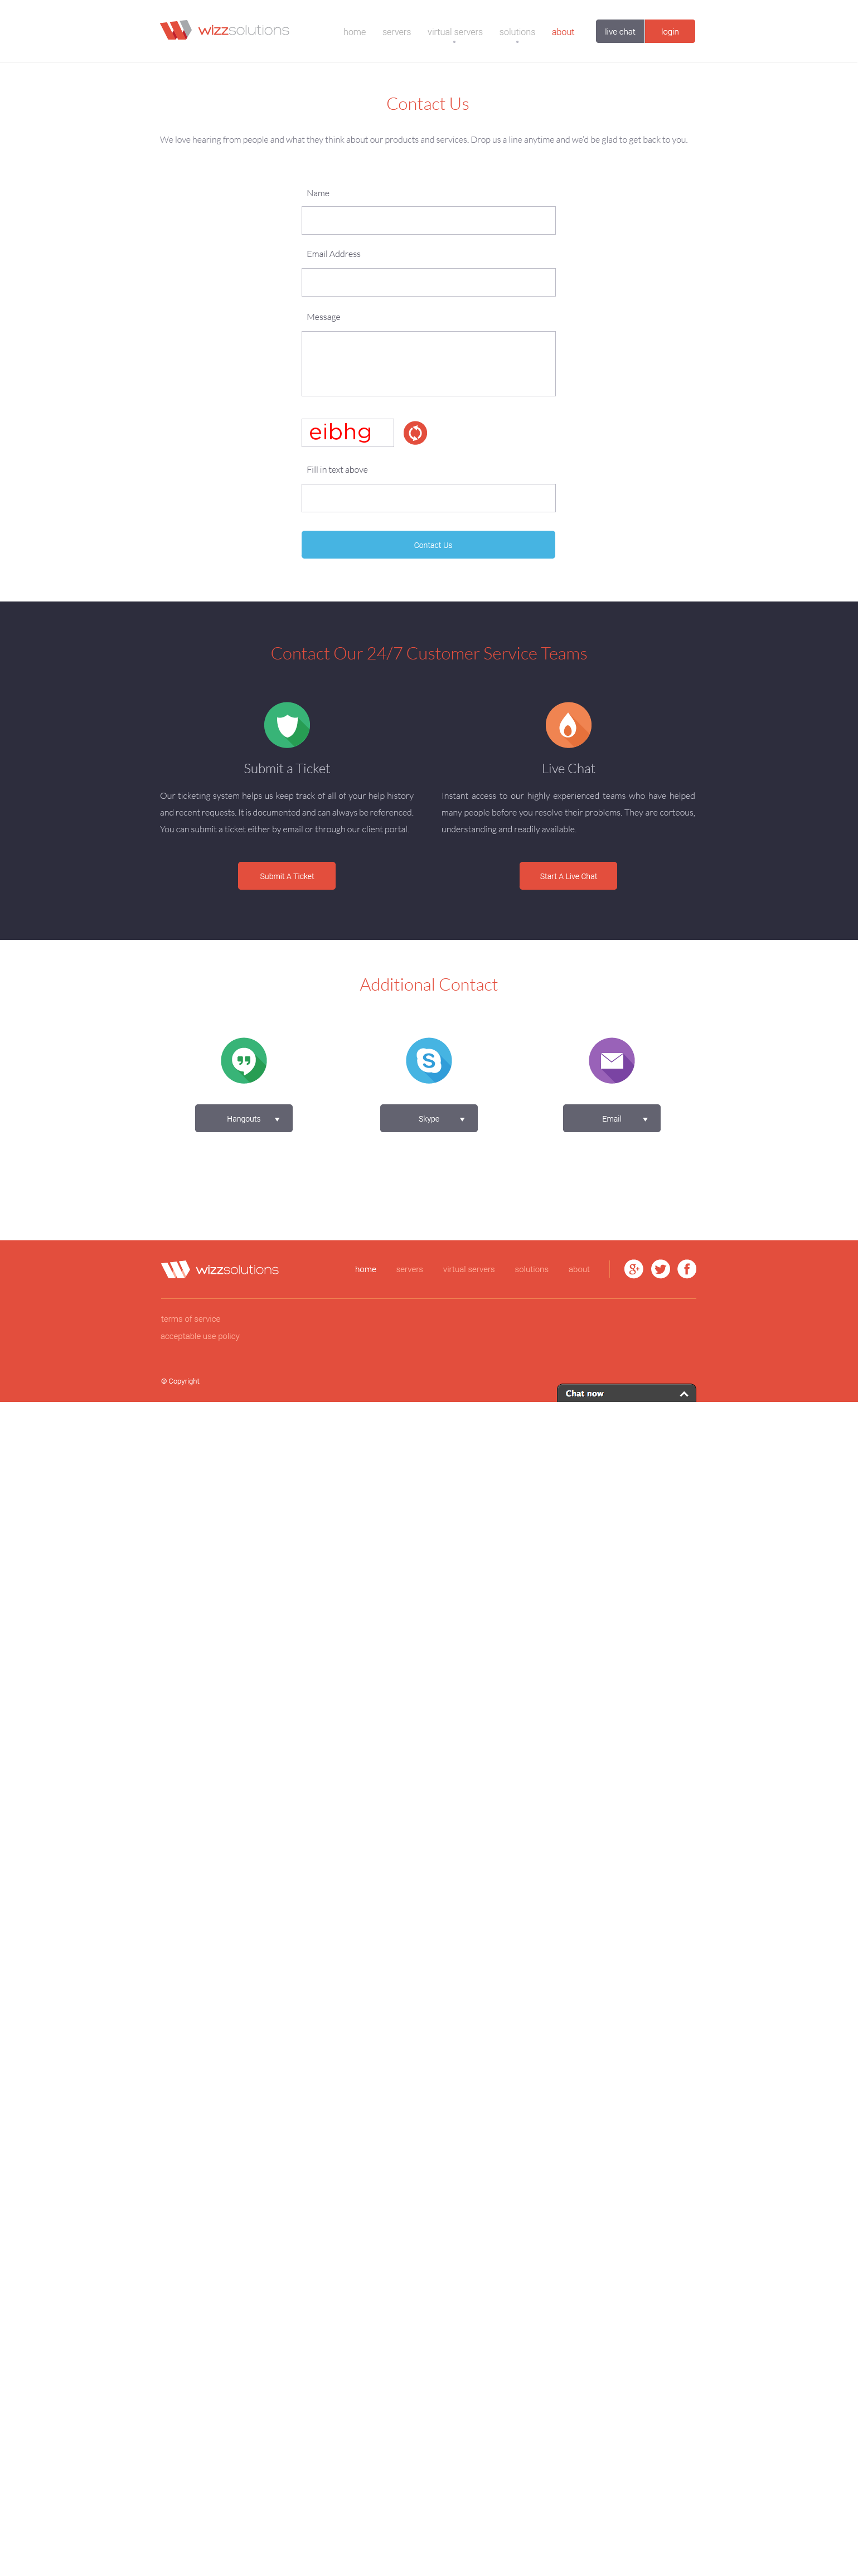 wizzsolutions
home servers virtual servers solutions about live chat login
Contact Us
We love hearing from people and what they think about our products and services. Drop us a line anytime and we'd be glad to get back to you.
Name
Email Address
Message
eibhg
Fill in text above
Contact Us
Contact Our 24/7 Customer Service Teams
Submit a Ticket
Our ticketing system helps us keep track of all of your help history
and recent requests. It is documented and can always be referenced.
You can submit a ticket either by email or through our client portal.
Submit A Ticket
Live Chat
Instant access to our highly experienced teams who have helped
many people before you resolve their problems. They are corteous,
understanding and readily available.
Start A Live Chat
Additional Contact
Hangouts
Skype
Email
wizzsolutions
home servers virtual servers solutions about
terms of service
acceptable use policy
© Copyright
Chat now